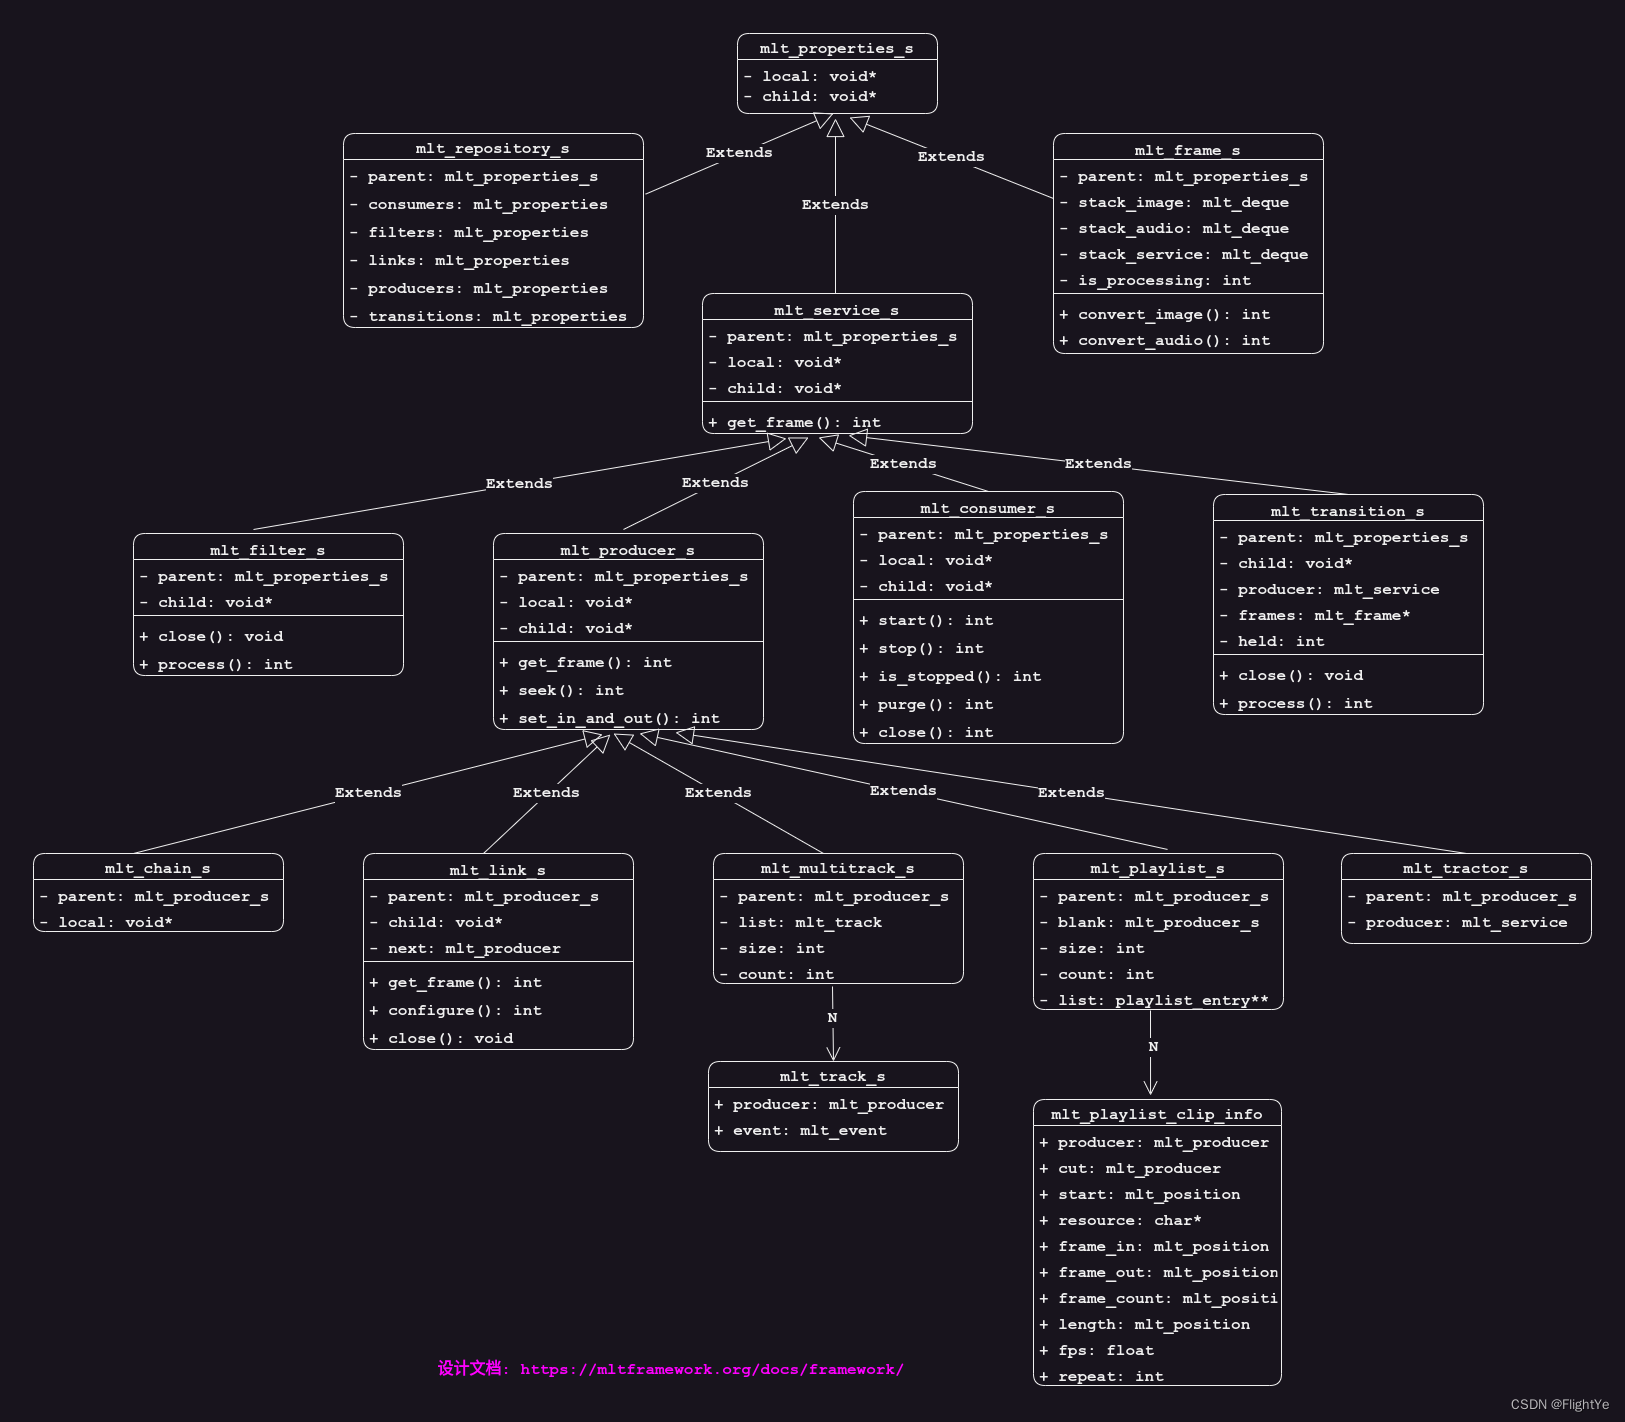 mlt_properties_s
- local: void*
- child: void*
Extends
Extends
Extends
mlt_repository_s
- parent: mlt_properties_s
- consumers: mlt_properties
- filters: mlt_properties
- links: mlt_properties
- producers: mlt_properties
- transitions: mlt_properties
mlt_frame_s
- parent: mlt_properties_s
- stack_image: mlt_deque
- stack_audio: mlt_deque
- stack_service: mlt_deque
- is_processing: int
+ convert_image(): int
+ convert_audio(): int
mlt_service_s
- parent: mlt_properties_s
- local: void*
- child: void*
+ get_frame(): int
Extends
Extends
Extends
Extends
mlt_filter_s
- parent: mlt_properties_s
- child: void*
+ close(): void
+ process(): int
mlt_producer_s
- parent: mlt_properties_s
- local: void*
- child: void*
+ get_frame(): int
+ seek(): int
+ set_in_and_out(): int
mlt_consumer_s
- parent: mlt_properties_s
- local: void*
- child: void*
+ start(): int
+ stop(): int
+ is_stopped(): int
+ purge(): int
+ close(): int
mlt_transition_s
- parent: mlt_properties_s
- child: void*
- producer: mlt_service
- frames: mlt_frame*
- held: int
+ close(): void
+ process(): int
Extends
Extends
Extends
Extends
Extends
mlt_chain_s
- parent: mlt_producer_s
- local: void*
mlt_link_s
- parent: mlt_producer_s
- child: void*
- next: mlt_producer
+ get_frame(): int
+ configure(): int
+ close(): void
mlt_multitrack_s
- parent: mlt_producer_s
- list: mlt_track
- size: int
- count: int
mlt_playlist_s
- parent: mlt_producer_s
- blank: mlt_producer_s
- size: int
- count: int
- list: playlist_entry**
mlt_tractor_s
- parent: mlt_producer_s
- producer: mlt_service
N
N
mlt_track_s
+ producer: mlt_producer
+ event: mlt_event
mlt_playlist_clip_info
+ producer: mlt_producer
+ cut: mlt_producer
+ start: mlt_position
+ resource: char*
+ frame_in: mlt_position
+ frame_out: mlt_position
+ frame_count: mlt_positi
+ length: mlt_position
+ fps: float
+ repeat: int
设计文档: https://mltframework.org/docs/framework/
CSDN @FlightYe